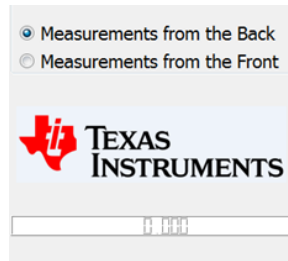 Measurements from the Back
Measurements from the Front
TEXAS
INSTRUMENTS
0.000